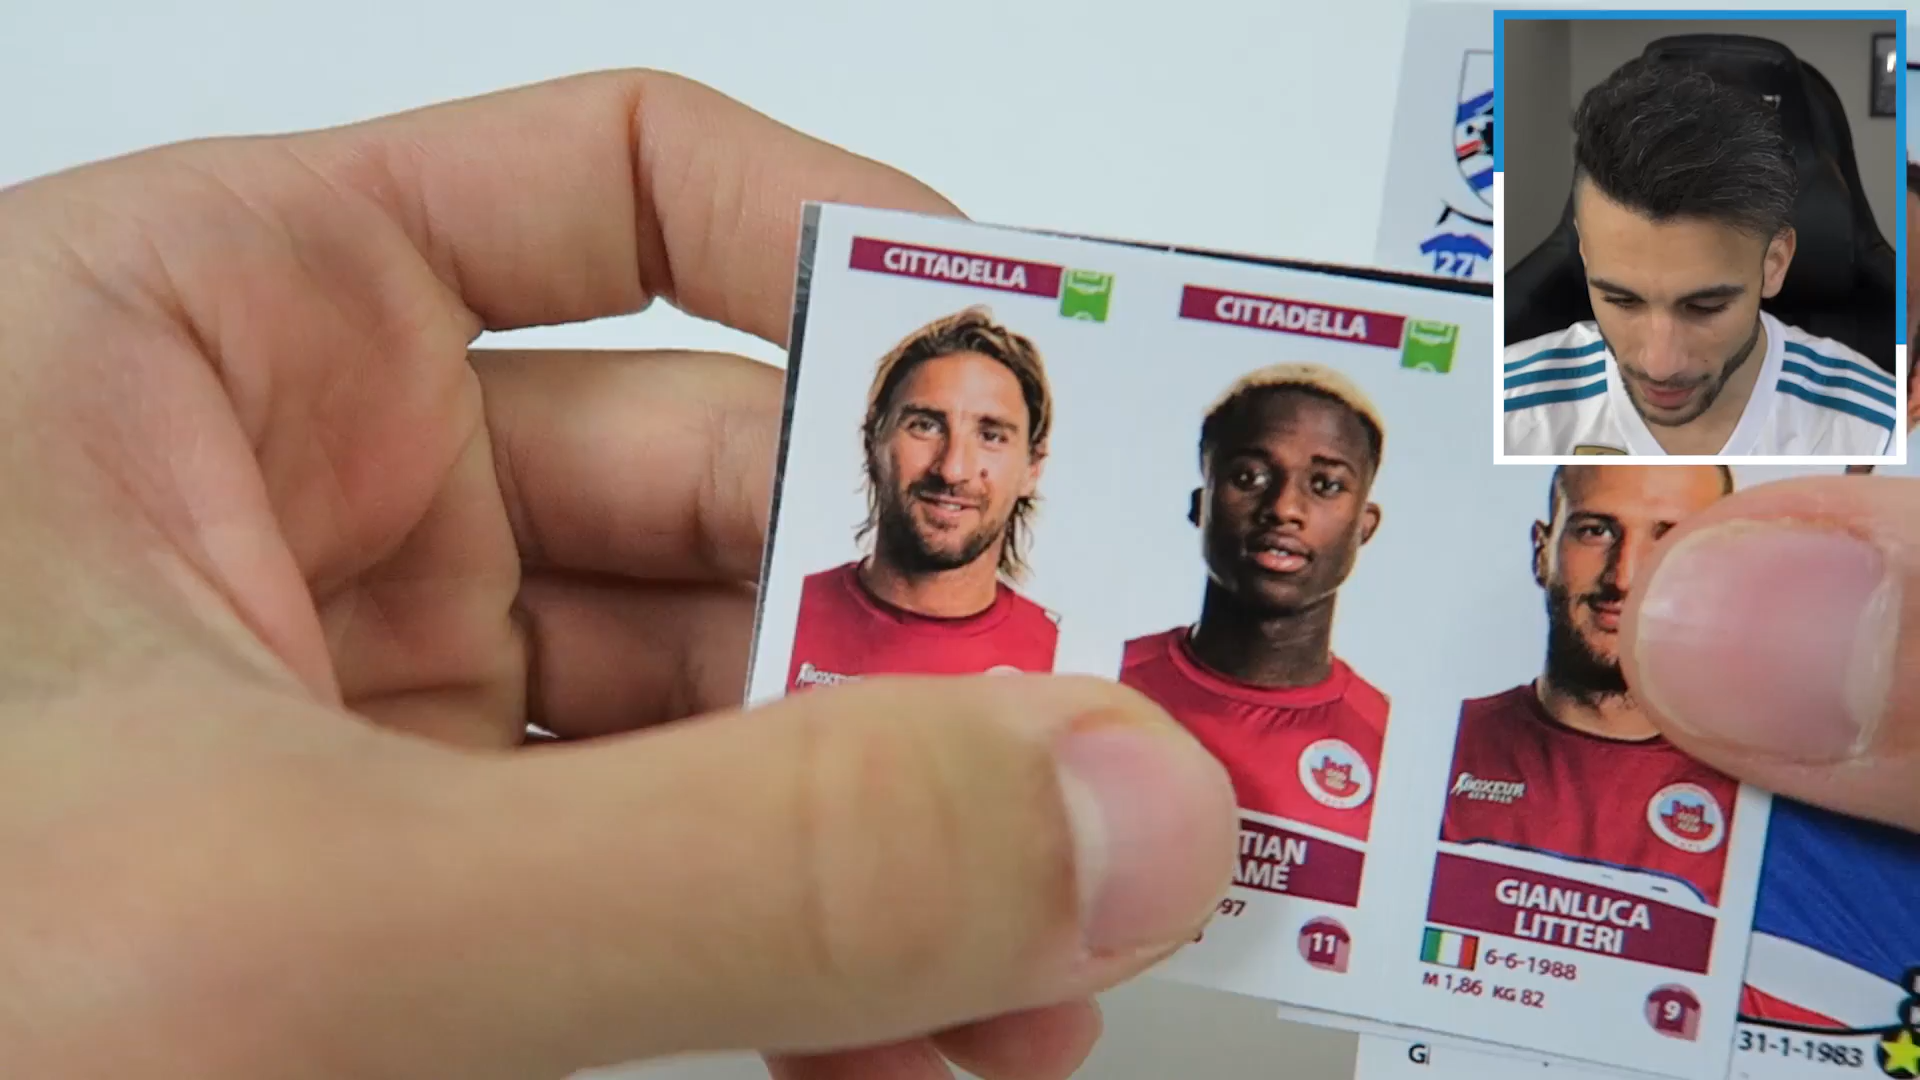 CITTADELLA
CITTADELLA
27
BOXEUR
TIAN
AMÉ
97
11
GIANLUCA
LITTERI
6-6-1988
M 1,86 KG 82
9
31-1-1983
G